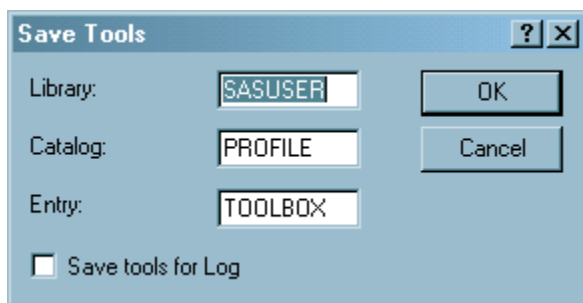 Save Tools
Library: SASUSER OK
Catalog: PROFILE Cancel
Entry: TOOLBOX
Save tools for Log